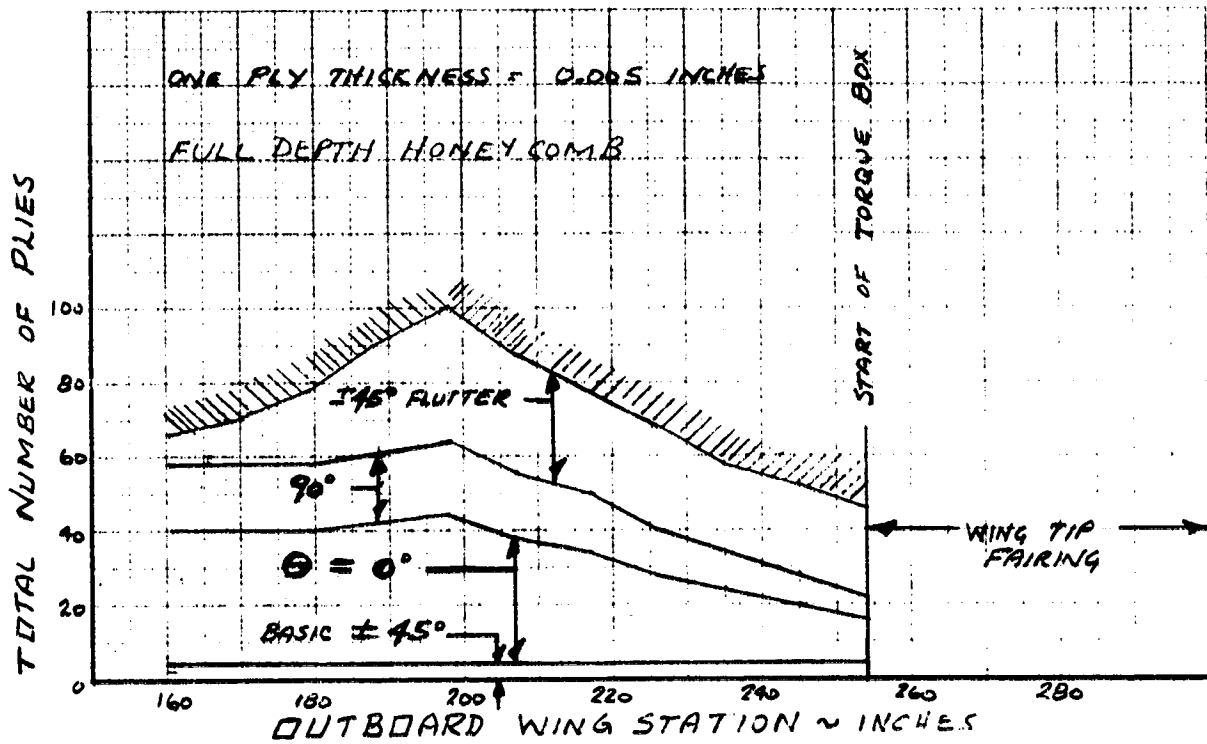 ONE PLY THICKNESS = 0.005 INCHES
FULL DEPTH HONEYCOMB
START OF TORQUE BOX
TOTAL NUMBER OF PLIES
100
80
60
40
20
0
±45° FLUTTER
90°
Θ = 0°
BASIC ± 45°
WING TIP
FAIRING
160
180
200
220
240
260
280
OUTBOARD WING STATION ~ INCHES